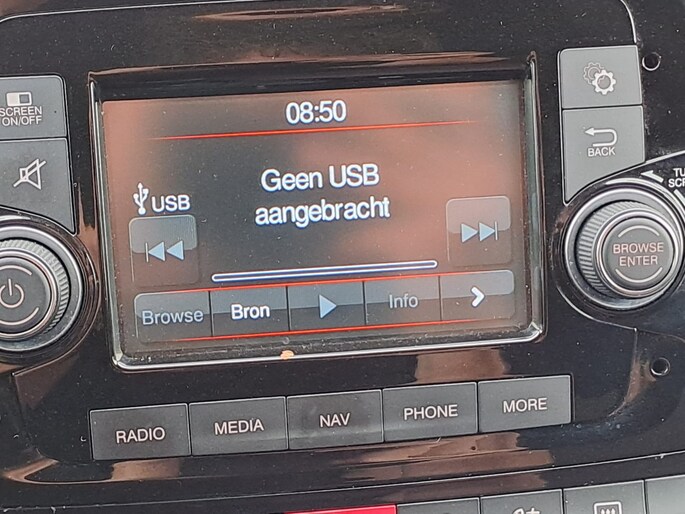 08:50
SCREEN
ON/OFF
Geen USB
aangebracht
USB
BACK
BROWSE
ENTER
Browse
Bron
Info
RADIO
MEDIA
NAV
PHONE
MORE